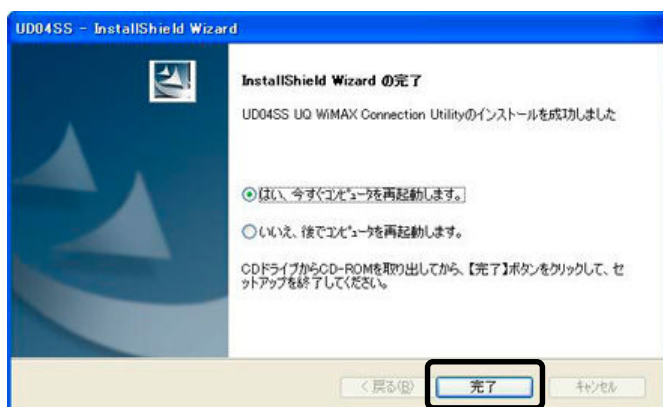 UD04SS - InstallShield Wizard
InstallShield Wizard の完了
UD04SS UQ WiMAX Connection Utilityのインストールを成功しました
はい、今すぐコンピュータを再起動します。
いいえ、後でコンピュータを再起動します。
CDドライブからCD-ROMを取り出してから、【完了】ボタンをクリックして、セ
ットアップを終了してください。
< 戻る(B) 完了 キャンセル